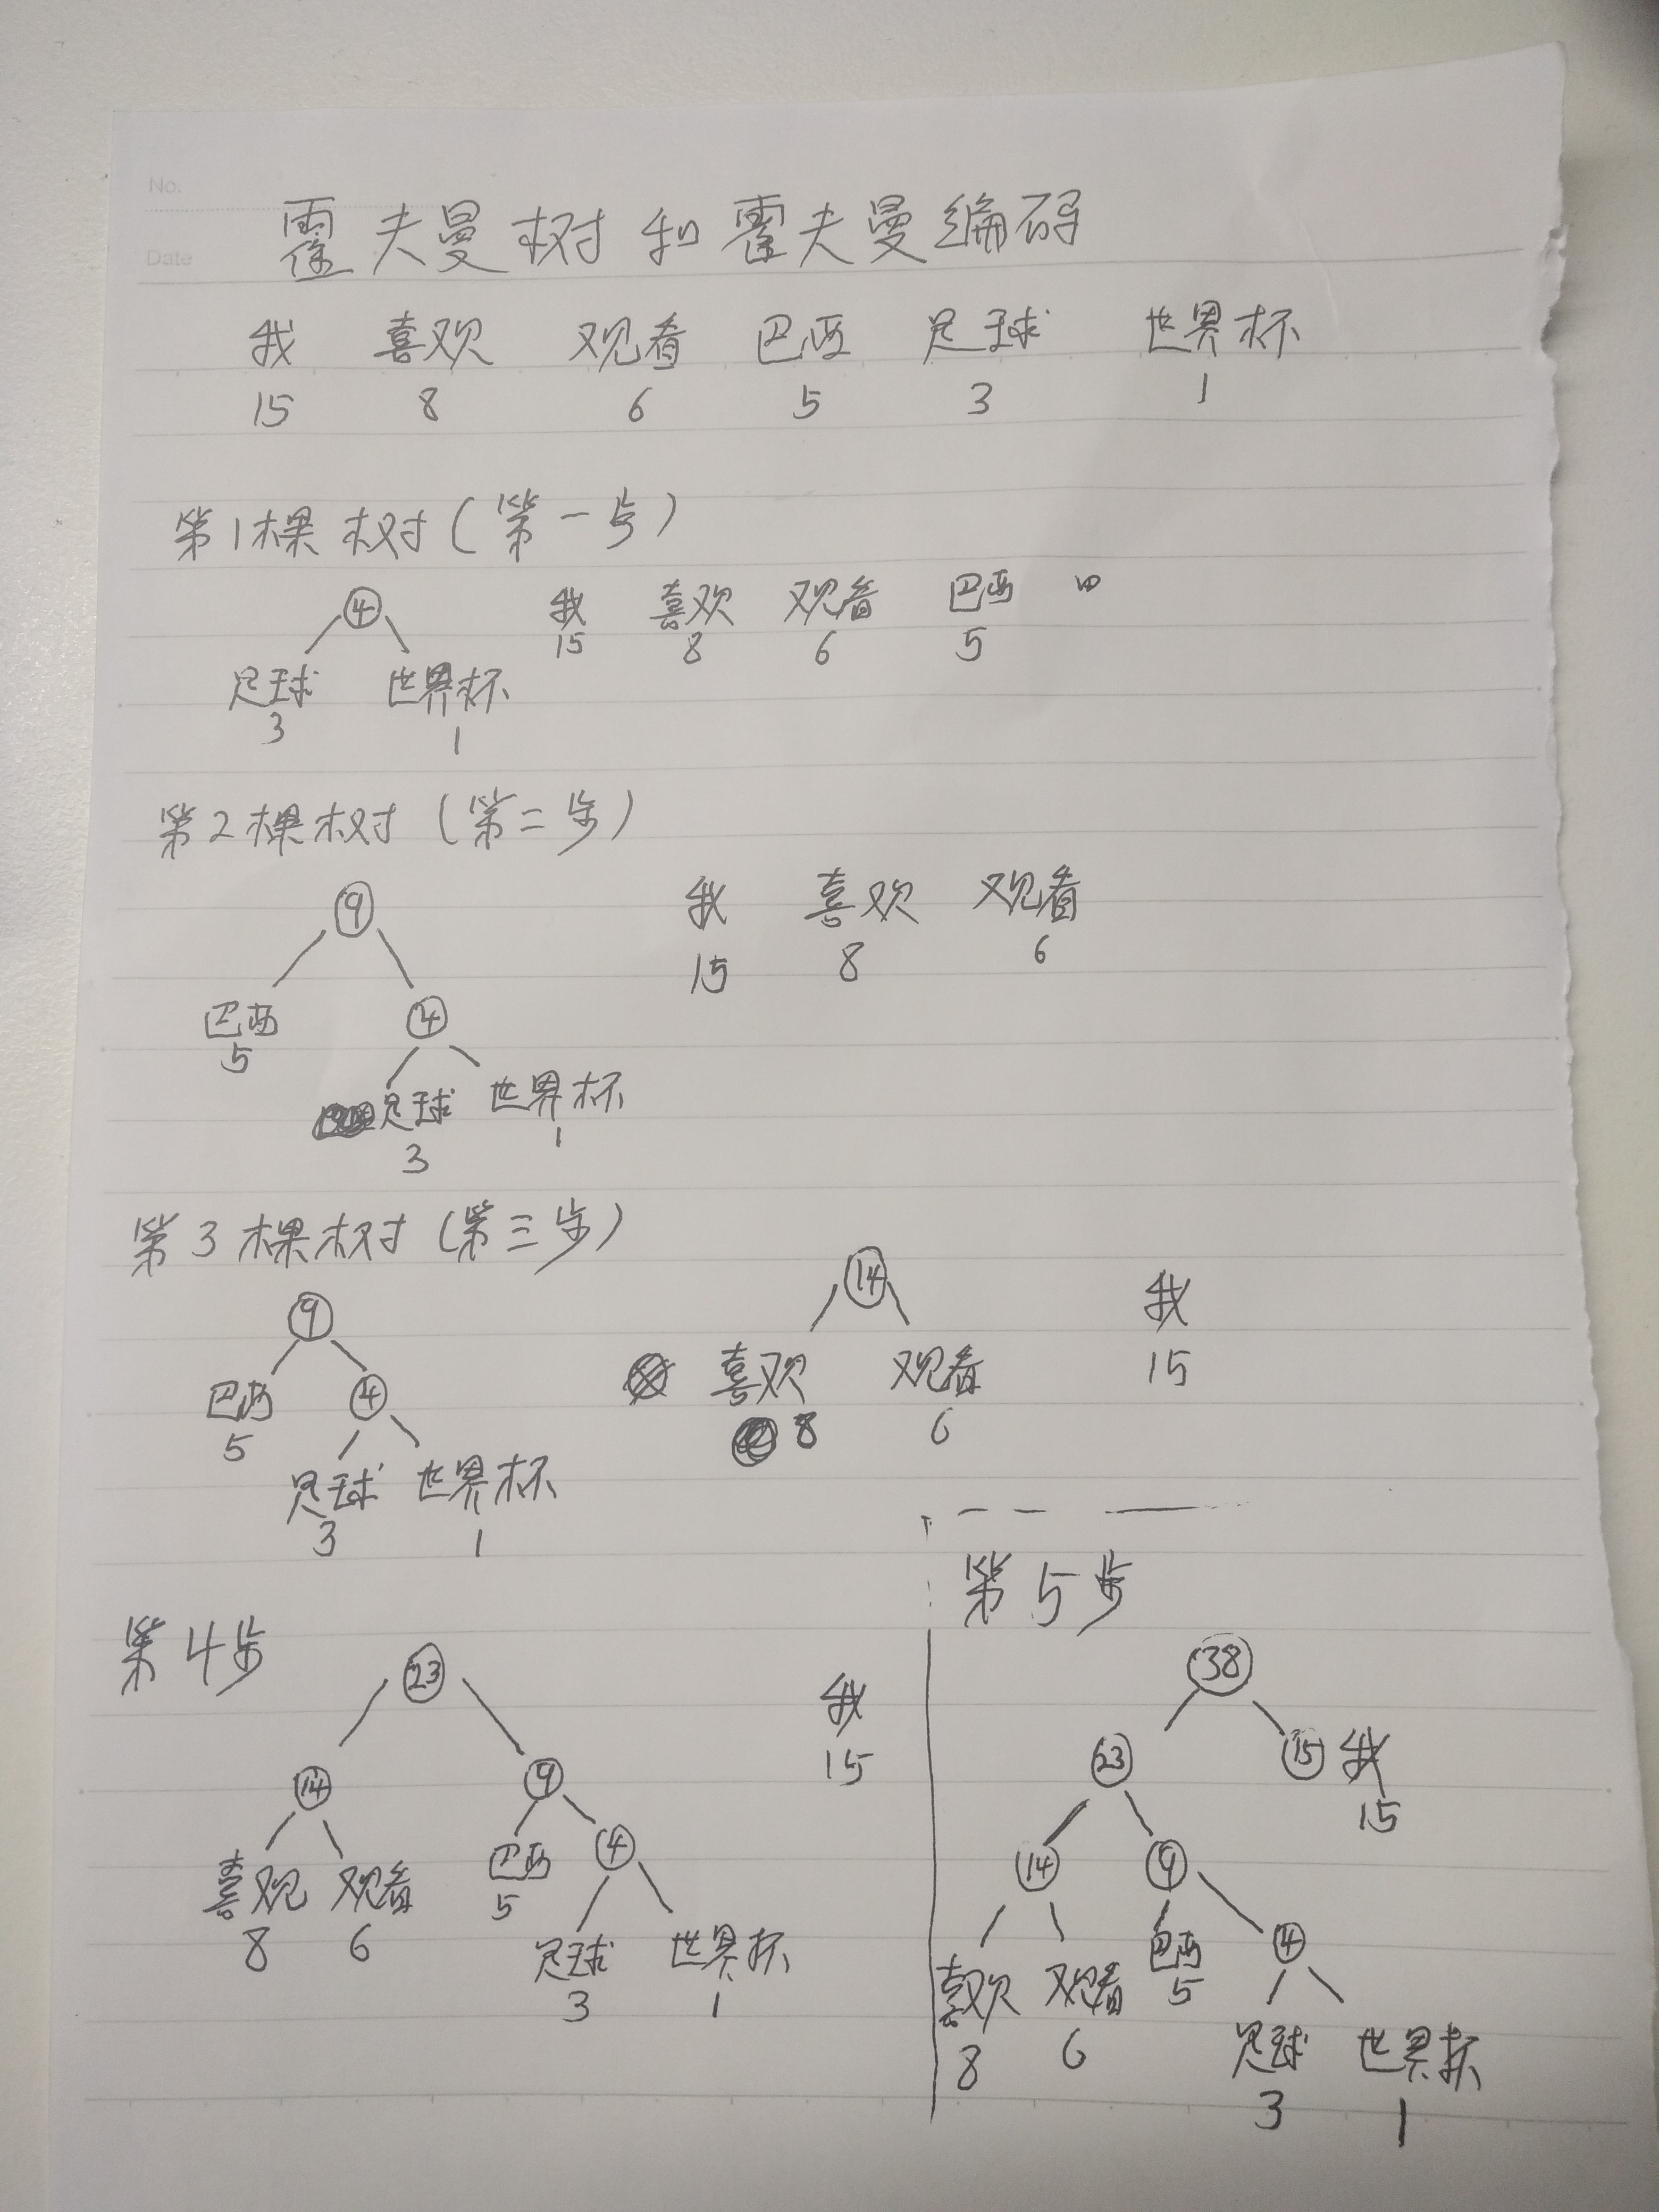 No.
Date
霍夫曼树和霍夫曼编码
我 喜欢 观看 巴西 足球 世界杯
15 8 6 5 3 1
第1棵树(第一步)
4 我 喜欢 观看 巴西
15 8 6 5
足球 世界杯
3 1
第2棵树(第二步)
9 我 喜欢 观看
15 8 6
巴西 4
5
足球 世界杯
3 1
第3棵树(第三步)
9 14 我
巴西 4 喜欢 观看 15
5 8 6
足球 世界杯
3 1
第4步
23 我
15
14 9
喜观 观看 巴西 4
8 6 5
足球 世界杯
3 1
第5步
38
23 15 我
15
14 9
喜欢 观看 巴西 4
8 6 5
足球 世界杯
3 1